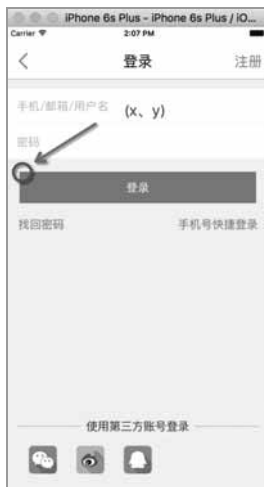 iPhone 6s Plus - iPhone 6s Plus / iO...
Carrier 2:07 PM
登录 注册
手机/邮箱/用户名 (x、y)
密码
登录
找回密码 手机号快捷登录
使用第三方账号登录